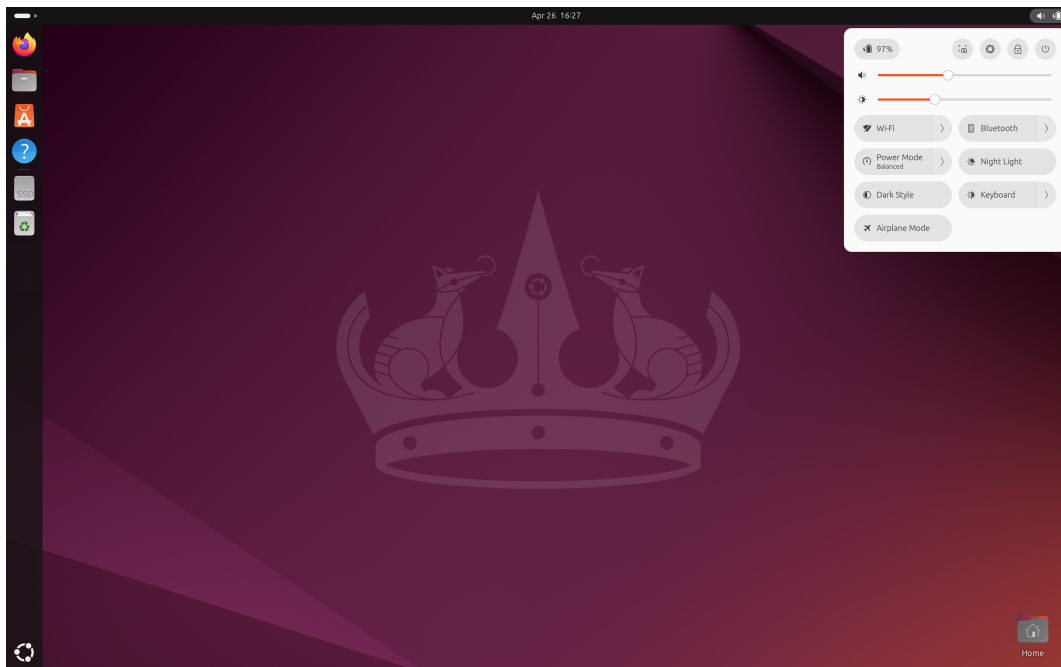 Apr 26 16:27
97%
Wi-Fi
Bluetooth
Power Mode
Balanced
Night Light
Dark Style
Keyboard
Airplane Mode
SSD
Home